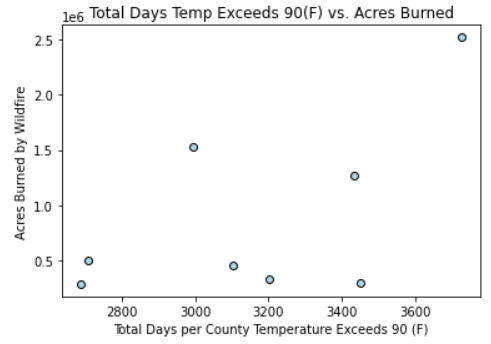 1e6 Total Days Temp Exceeds 90(F) vs. Acres Burned
2.5
2.0
1.5
1.0
0.5
Acres Burned by Wildfire
2800 3000 3200 3400 3600
Total Days per County Temperature Exceeds 90 (F)